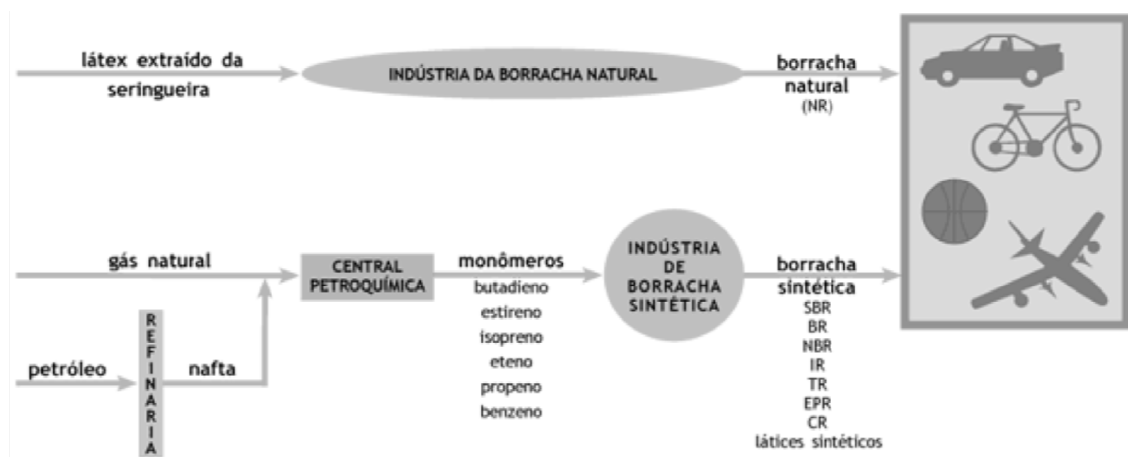 látex extraído da
seringueira
INDÚSTRIA DA BORRACHA NATURAL
borracha
natural
(NR)
gás natural
petróleo
REFINARIA
nafta
CENTRAL
PETROQUÍMICA
monômeros
butadieno
estireno
isopreno
eteno
propeno
benzeno
INDÚSTRIA
DE
BORRACHA
SINTÉTICA
borracha
sintética
SBR
BR
NBR
IR
TR
EPR
CR
látices sintéticos